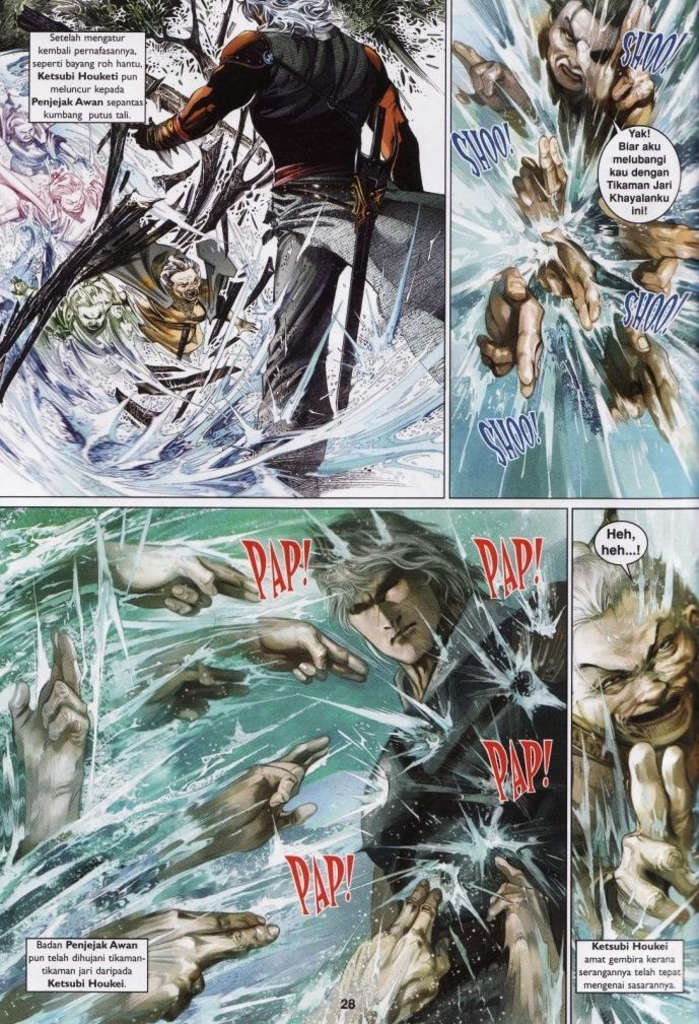 Setelah mengatur
kembali pernafasannya,
seperti bayang roh hantu,
Ketsubi Houketi pun
meluncur kepada
Penjejak Awan sepantas
kumbang putus tali.
SHOO!
SHOO!
Yak!
Biar aku
melubangi
kau dengan
Tikaman Jari
Khayalanku
ini!
SHOO!
SHOO!
PAP!
PAP!
PAP!
PAP!
Badan Penjejak Awan
pun telah dihujani tikaman-
tikaman jari daripada
Ketsubi Houkei.
Heh,
heh...!
Ketsubi Houkei
amat gembira kerana
serangannya telah tepat
mengenai sasarannya.
28